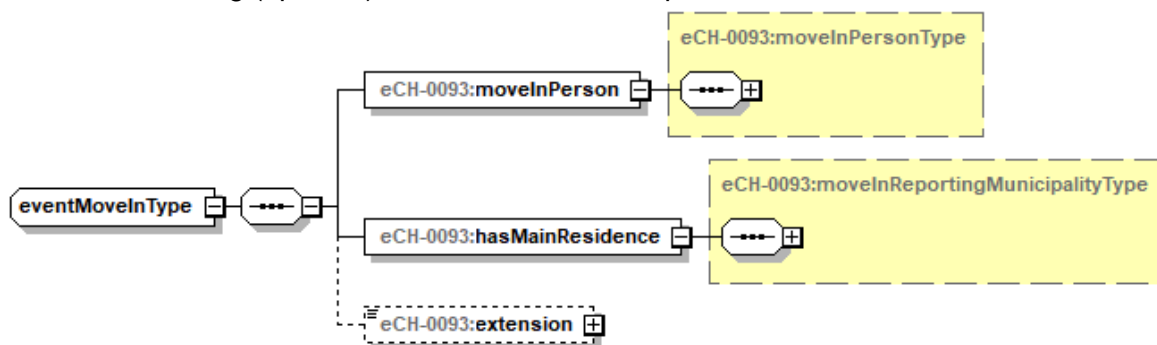 eCH-0093:moveInPersonType
eCH-0093:moveInPerson
eCH-0093:moveInReportingMunicipalityType
eventMoveInType
eCH-0093:hasMainResidence
eCH-0093:extension